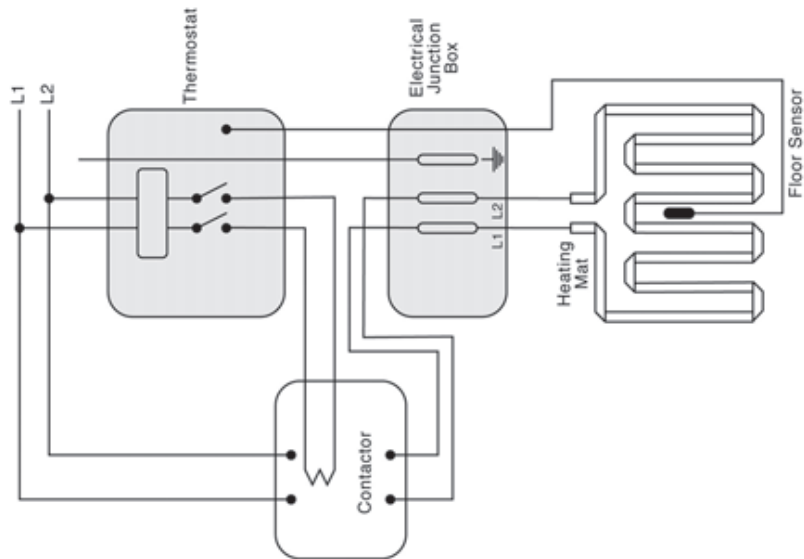 L1
L2
Thermostat
Electrical
Junction
Box
L2
L1
Heating
Mat
Floor Sensor
Contactor